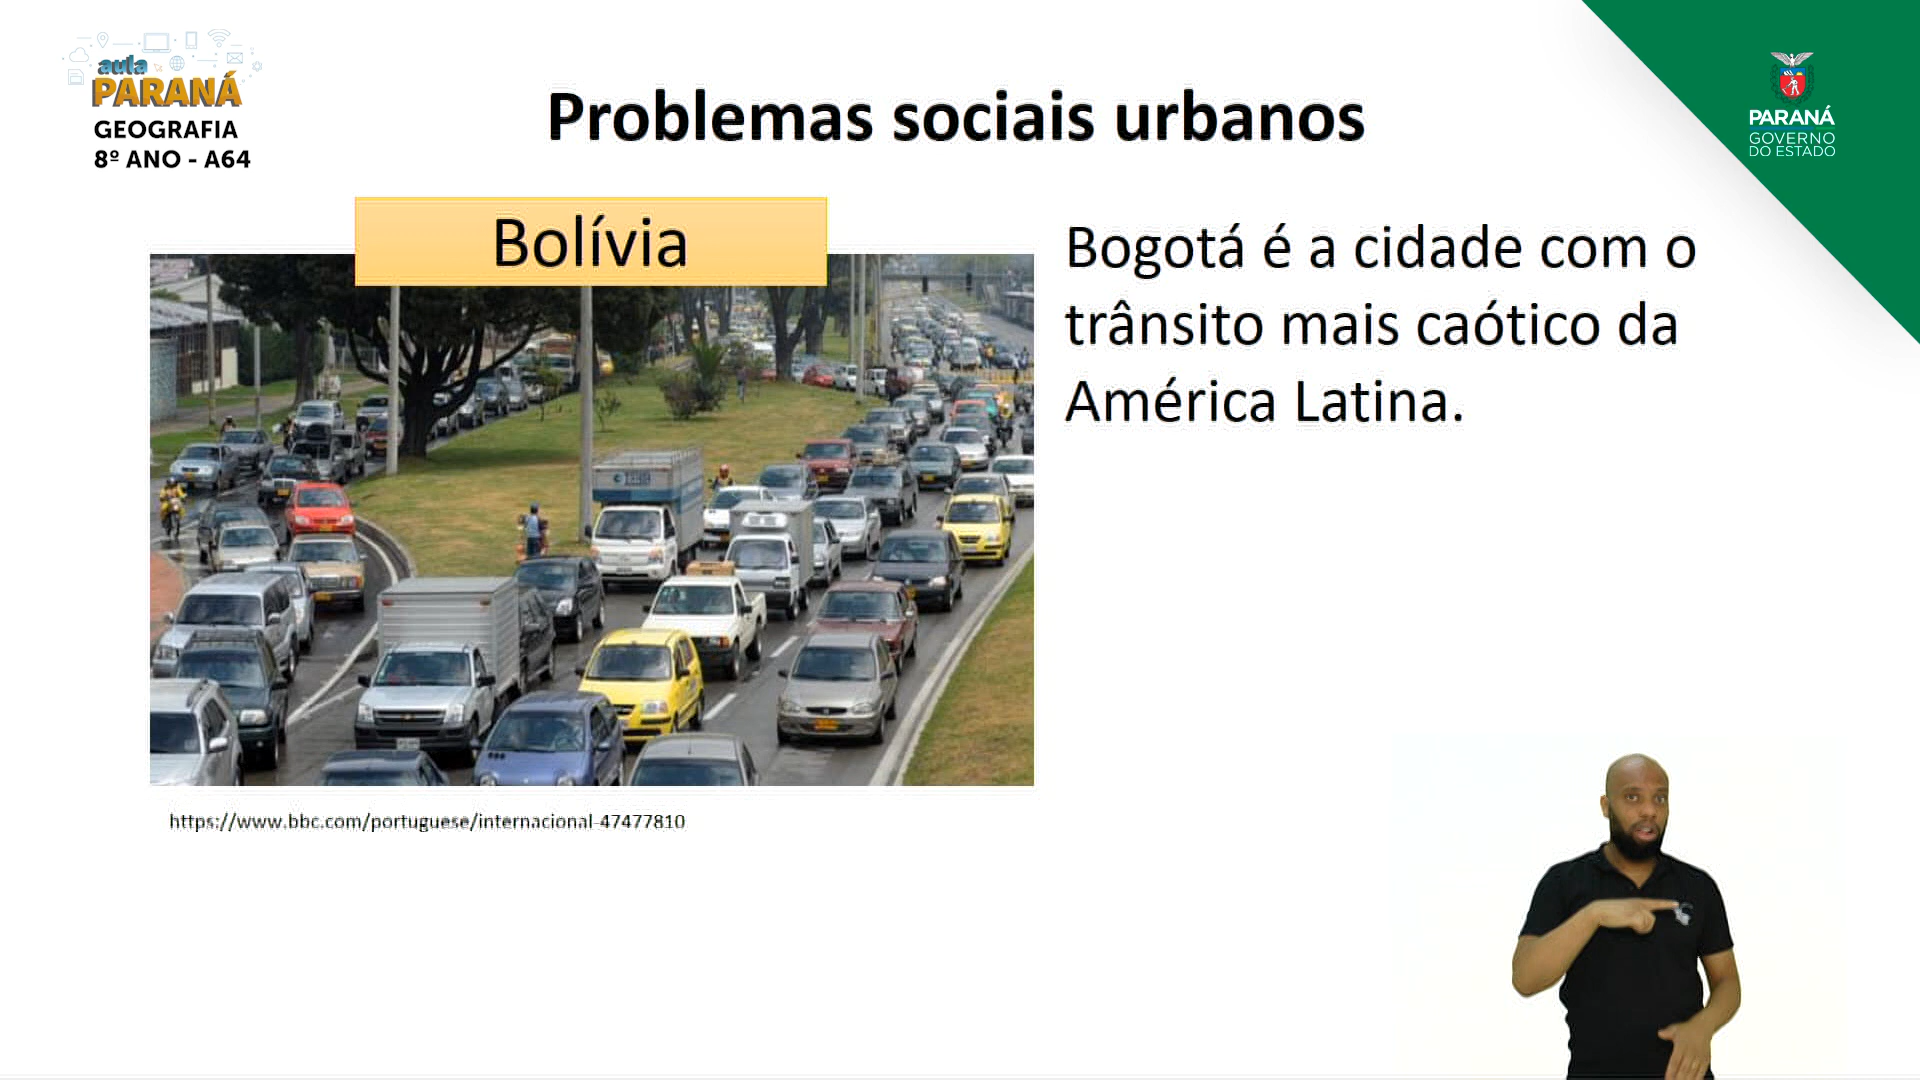 aula
PARANÁ
GEOGRAFIA
8º ANO - A64
Problemas sociais urbanos
PARANÁ
GOVERNO
DO ESTADO
Bolívia
Bogotá é a cidade com o
trânsito mais caótico da
América Latina.
https://www.bbc.com/portuguese/internacional-47477810